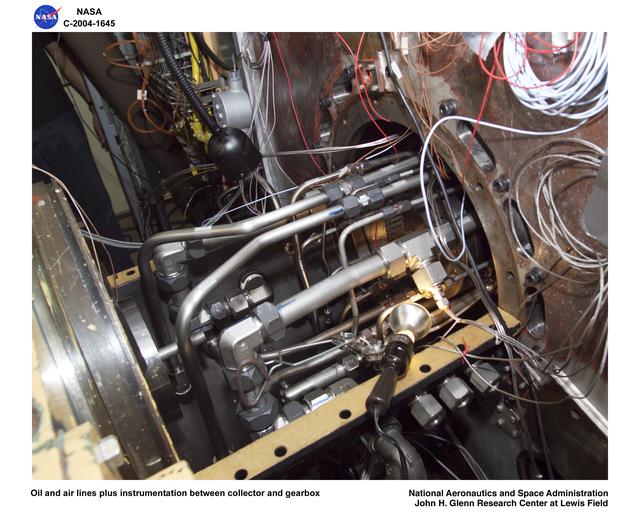 NASA
NASA
C-2004-1645
Oil and air lines plus instrumentation between collector and gearbox
National Aeronautics and Space Administration
John H. Glenn Research Center at Lewis Field